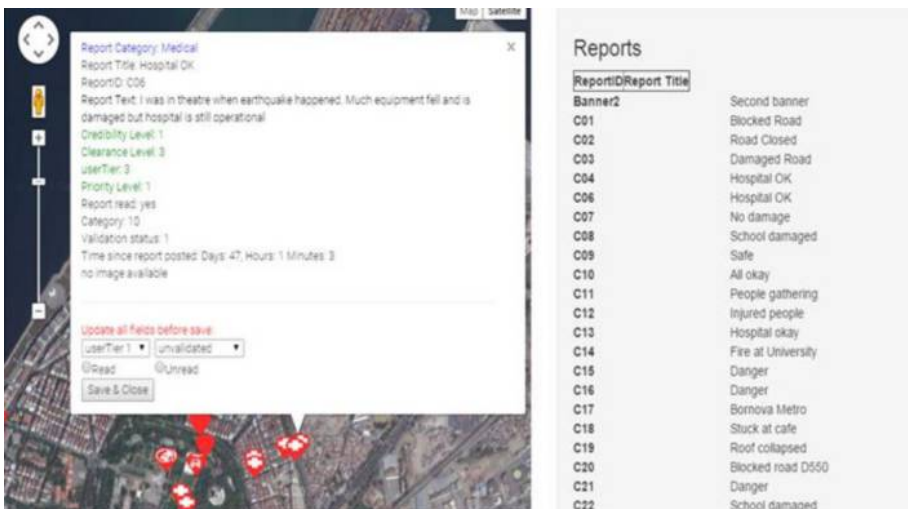 Map Satellite
Report Category: Medical
x
Report Title: Hospital OK
ReportID: C06
Report Text: I was in theatre when earthquake happened. Much equipment fell and is
damaged but hospital is still operational
Credibility Level: 1
Clearance Level: 3
userTier: 3
Priority Level: 1
Report read: yes
Category: 10
Validation status: 1
Time since report posted: Days: 47, Hours: 1 Minutes: 3
no image available
Update all fields before save:
userTier 1 unvalidated
Read Unread
Save & Close
Reports
ReportID Report Title
Banner2 Second banner
C01 Blocked Road
C02 Road Closed
C03 Damaged Road
C04 Hospital OK
C06 Hospital OK
C07 No damage
C08 School damaged
C09 Safe
C10 All okay
C11 People gathering
C12 Injured people
C13 Hospital okay
C14 Fire at University
C15 Danger
C16 Danger
C17 Bornova Metro
C18 Stuck at cafe
C19 Roof collapsed
C20 Blocked road D550
C21 Danger
C22 School damaged